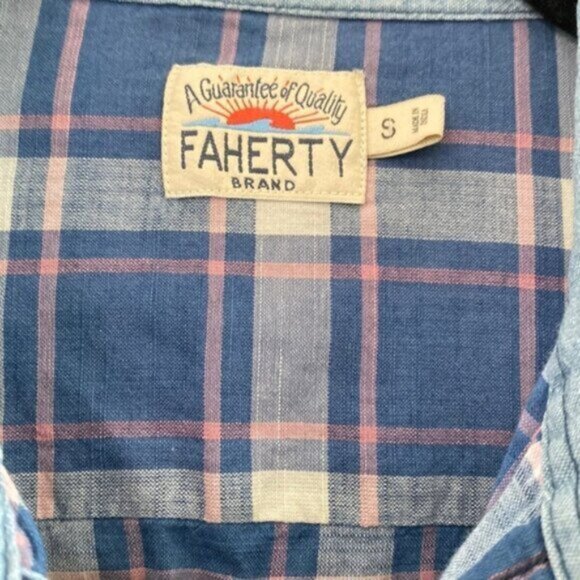 A Guarantee of Quality
FAHERTY
BRAND
S
MADE IN
INDIA